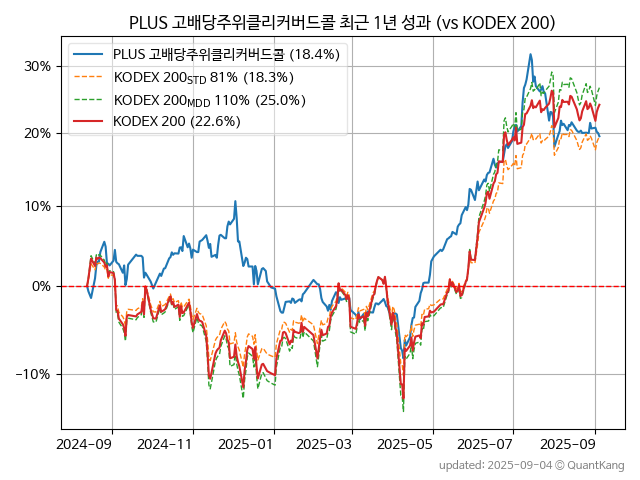 PLUS 고배당주위클리커버드콜 최근 1년 성과 (vs KODEX 200)
PLUS 고배당주위클리커버드콜 (18.4%)
KODEX 200STD 81% (18.3%)
KODEX 200MDD 110% (25.0%)
KODEX 200 (22.6%)
30%
20%
10%
0%
−10%
2024-09 2024-11 2025-01 2025-03 2025-05 2025-07 2025-09
updated: 2025-09-04 © QuantKang